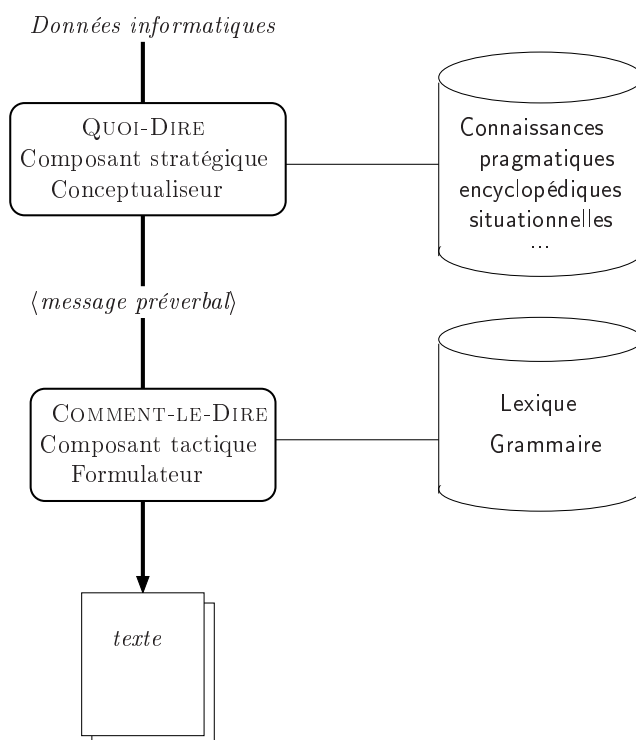 Données informatiques
QUOI-DIRE
Composant stratégique
Conceptualiseur
Connaissances
pragmatiques
encyclopédiques
situationnelles
...
⟨message préverbal⟩
COMMENT-LE-DIRE
Composant tactique
Formulateur
Lexique
Grammaire
texte